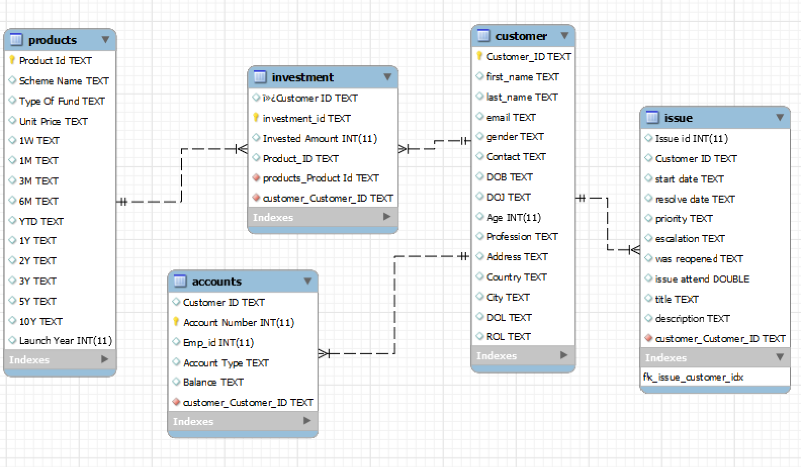 products
Product Id TEXT
Scheme Name TEXT
Type Of Fund TEXT
Unit Price TEXT
1W TEXT
1M TEXT
3M TEXT
6M TEXT
YTD TEXT
1Y TEXT
2Y TEXT
3Y TEXT
5Y TEXT
10Y TEXT
Launch Year INT(11)
Indexes
investment
ï»¿Customer ID TEXT
investment_id TEXT
Invested Amount INT(11)
Product_ID TEXT
products_Product Id TEXT
customer_Customer_ID TEXT
Indexes
accounts
Customer ID TEXT
Account Number INT(11)
Emp_id INT(11)
Account Type TEXT
Balance TEXT
customer_Customer_ID TEXT
Indexes
customer
Customer_ID TEXT
first_name TEXT
last_name TEXT
email TEXT
gender TEXT
Contact TEXT
DOB TEXT
DOJ TEXT
Age INT(11)
Profession TEXT
Address TEXT
Country TEXT
City TEXT
DOL TEXT
ROL TEXT
Indexes
issue
Issue id INT(11)
Customer ID TEXT
start date TEXT
resolve date TEXT
priority TEXT
escalation TEXT
was reopened TEXT
issue attend DOUBLE
title TEXT
description TEXT
customer_Customer_ID TEXT
Indexes
fk_issue_customer_idx